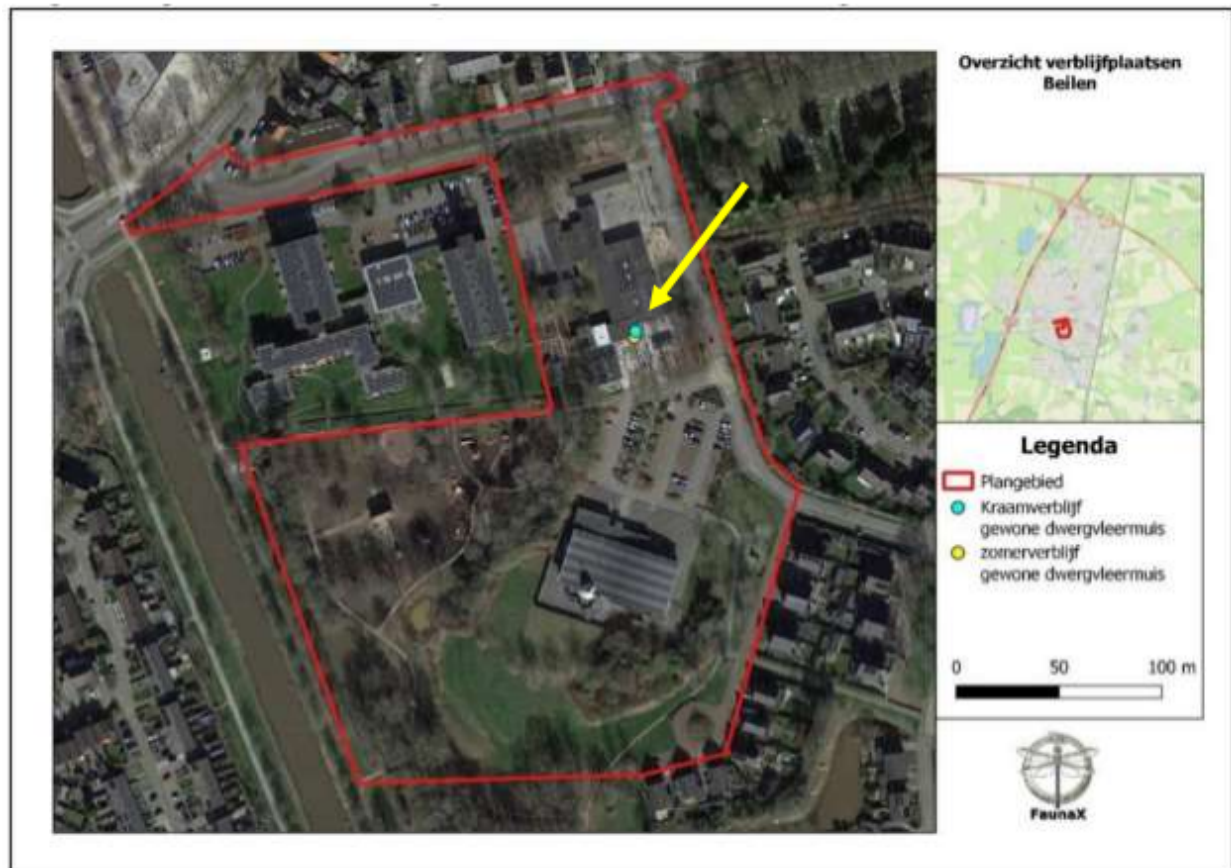 Overzicht verblijfplaatsen
Beilen
Legenda
Plangebied
Kraamverblijf
gewone dwergvleermuis
zomerverblijf
gewone dwergvleermuis
0 50 100 m
FaunaX